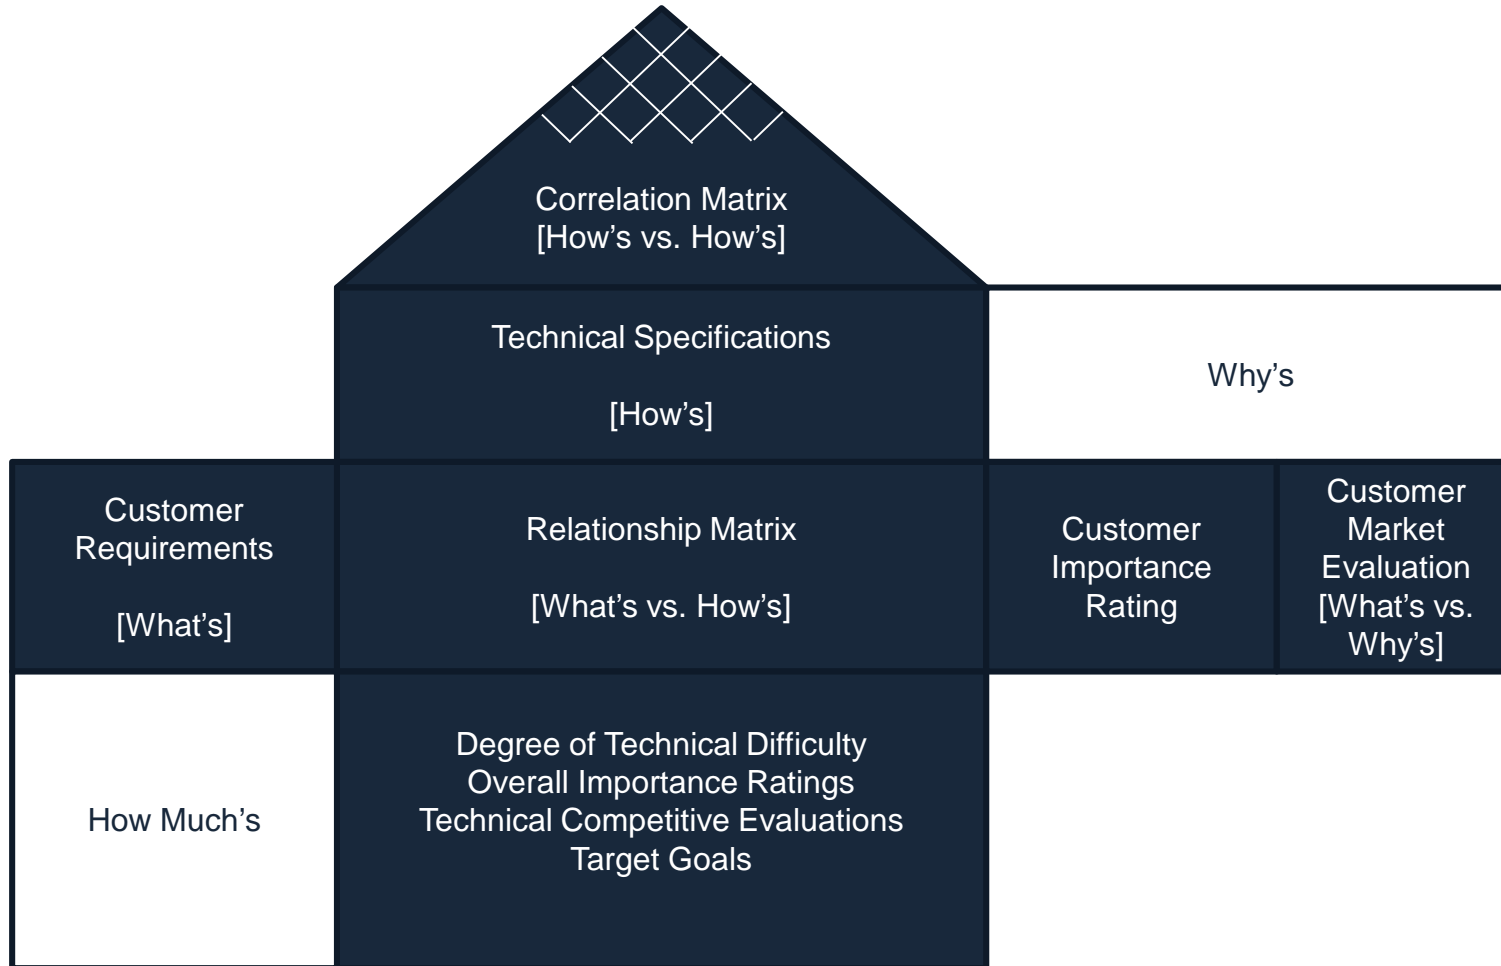 Correlation Matrix
[How’s vs. How’s]
Technical Specifications
[How’s]
Why’s
Customer
Requirements
[What’s]
Relationship Matrix
[What’s vs. How’s]
Customer
Importance
Rating
Customer
Market
Evaluation
[What’s vs.
Why’s]
How Much’s
Degree of Technical Difficulty
Overall Importance Ratings
Technical Competitive Evaluations
Target Goals